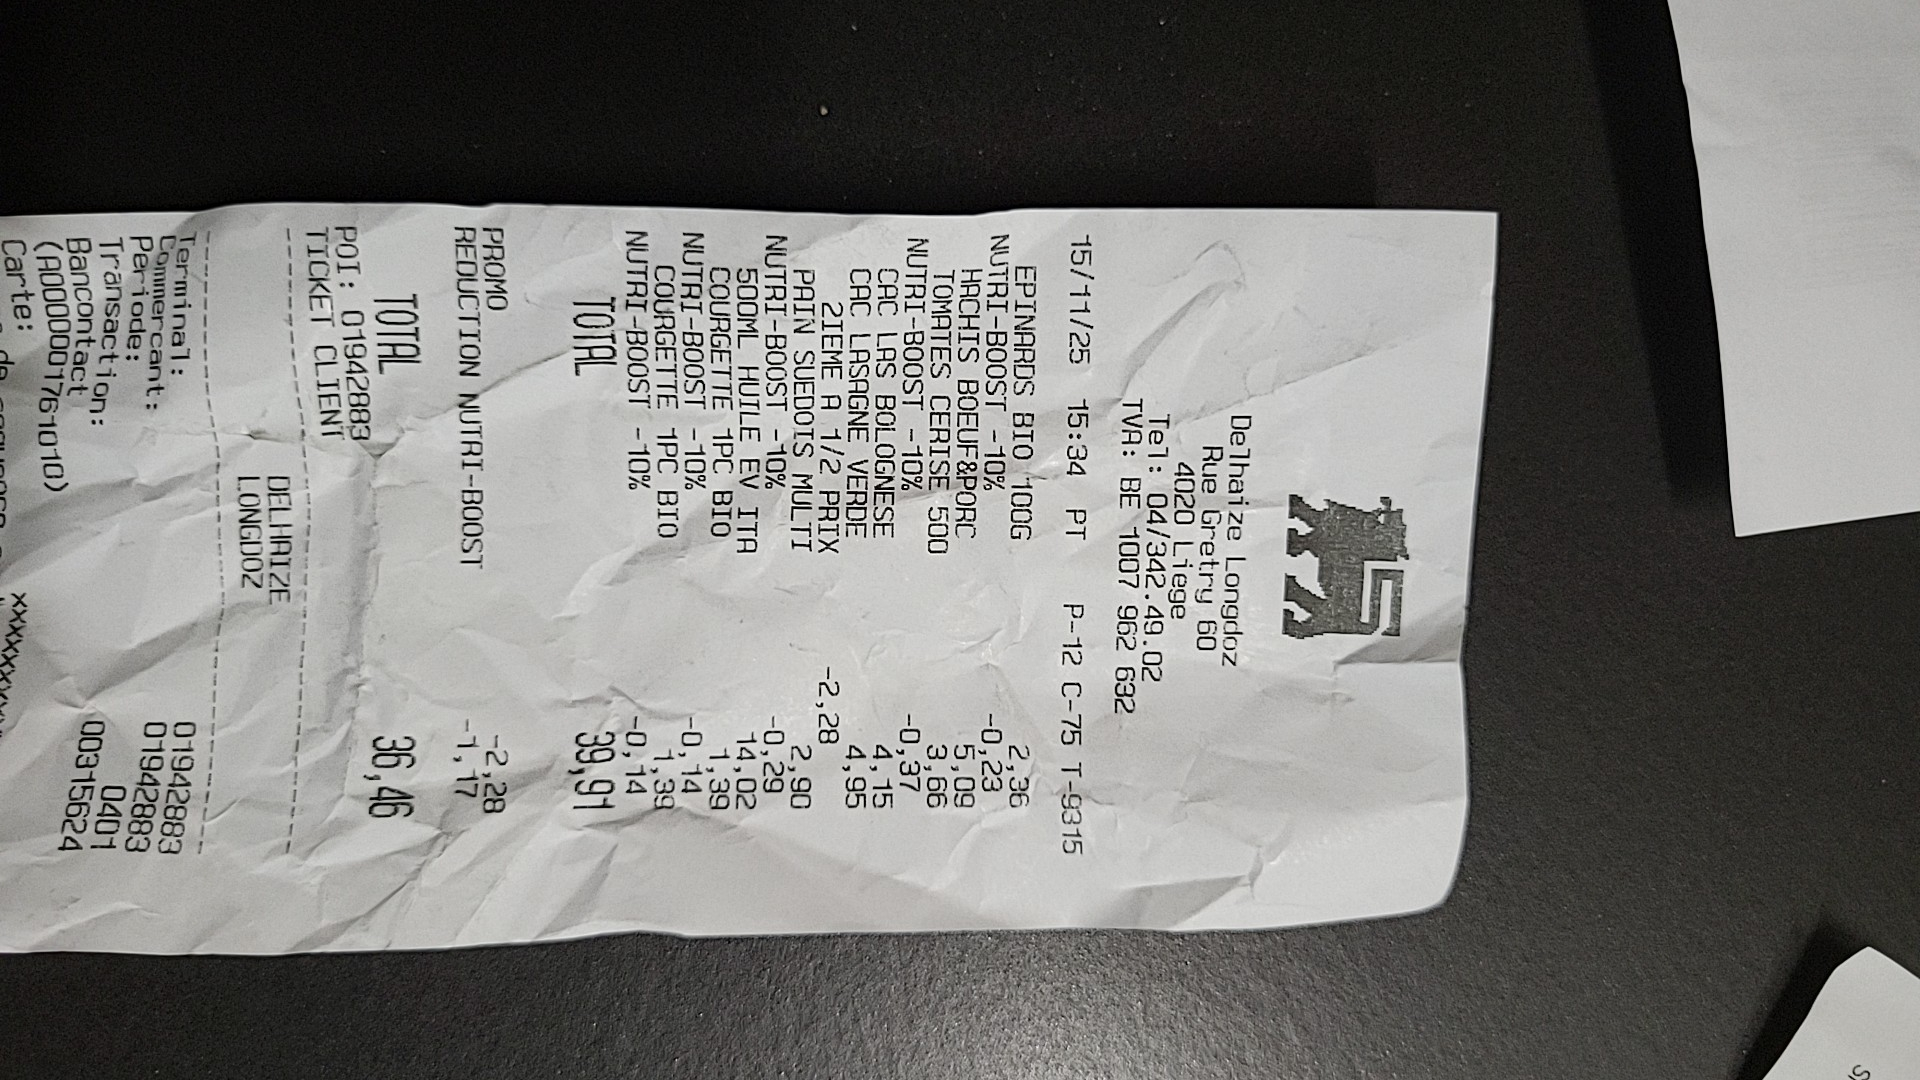 Delhaize Longdoz
Rue Gretry 60
4020 Liege
Tel: 04/342.49.02
TVA: BE 1007 962 632
15/11/25 15:34 PT P-12 C-75 T-9315
EPINARDS BIO 100G 2,36
NUTRI-BOOST -10% -0,23
HACHIS BOEUF&PORC 5,09
TOMATES CERISE 500 3,66
NUTRI-BOOST -10% -0,37
CAC LAS BOLOGNESE 4,15
CAC LASAGNE VERDE 4,95
2IEME A 1/2 PRIX -2,28
PAIN SUEDOIS MULTI 2,90
NUTRI-BOOST -10% -0,29
500ML HUILE EV ITA 14,02
COURGETTE 1PC BIO 1,39
NUTRI-BOOST -10% -0,14
COURGETTE 1PC BIO 1,39
NUTRI-BOOST -10% -0,14
TOTAL 39,91
PROMO -2,28
REDUCTION NUTRI-BOOST -1,17
TOTAL 36,46
POI: 01942883
TICKET CLIENT
DELHAIZE
LONGDOZ
Terminal: 01942883
Commercant: 01942883
Periode: 0401
Transaction: 00315624
Bancontact
(A0000001761010)
Carte: